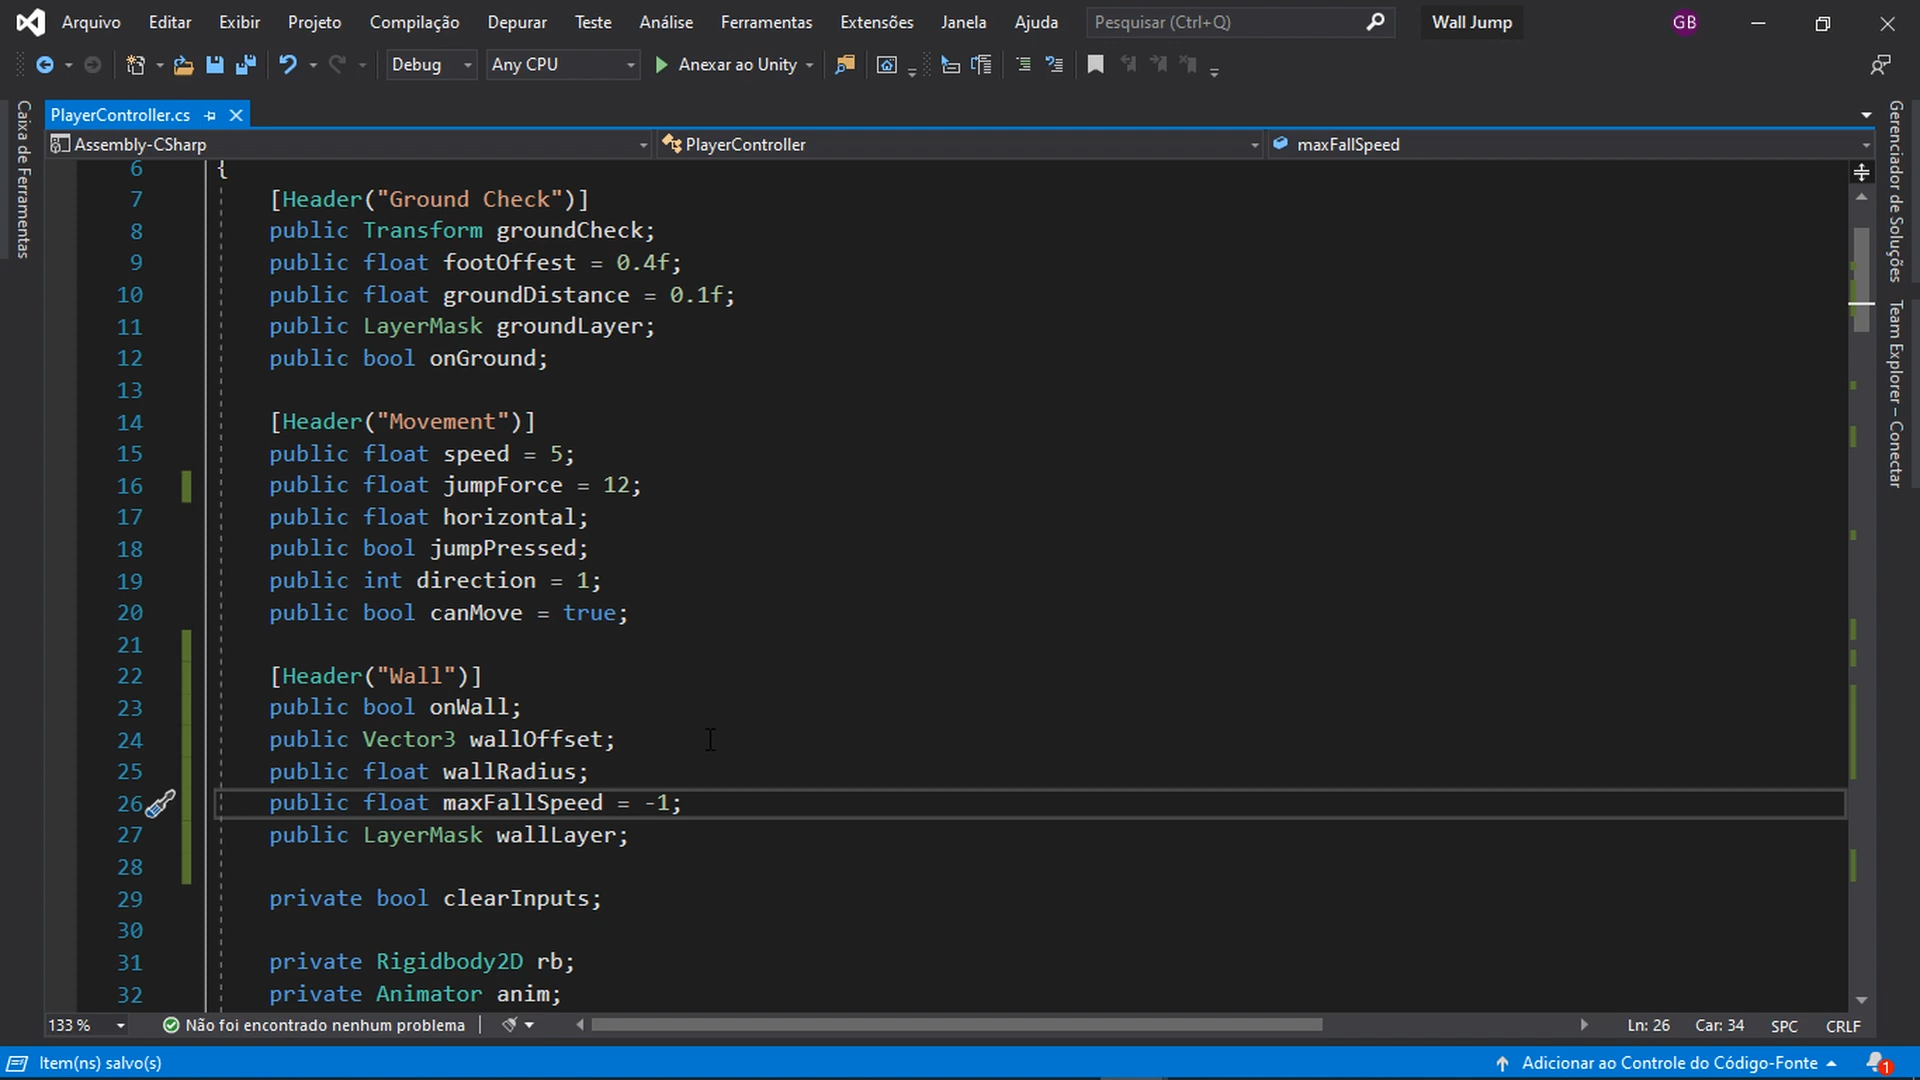 Arquivo Editar Exibir Projeto Compilação Depurar Teste Análise Ferramentas Extensões Janela Ajuda Pesquisar (Ctrl+Q) Wall Jump GB
Debug Any CPU Anexar ao Unity
Caixa de Ferramentas
PlayerController.cs
Assembly-CSharp PlayerController maxFallSpeed
6 {
7 [Header("Ground Check")]
8 public Transform groundCheck;
9 public float footOffest = 0.4f;
10 public float groundDistance = 0.1f;
11 public LayerMask groundLayer;
12 public bool onGround;
13
14 [Header("Movement")]
15 public float speed = 5;
16 public float jumpForce = 12;
17 public float horizontal;
18 public bool jumpPressed;
19 public int direction = 1;
20 public bool canMove = true;
21
22 [Header("Wall")]
23 public bool onWall;
24 public Vector3 wallOffset;
25 public float wallRadius;
26 public float maxFallSpeed = -1;
27 public LayerMask wallLayer;
28
29 private bool clearInputs;
30
31 private Rigidbody2D rb;
32 private Animator anim;
Gerenciador de Soluções
Team Explorer – Conectar
133 % Não foi encontrado nenhum problema Ln: 26 Car: 34 SPC CRLF
Item(ns) salvo(s) Adicionar ao Controle do Código-Fonte 1